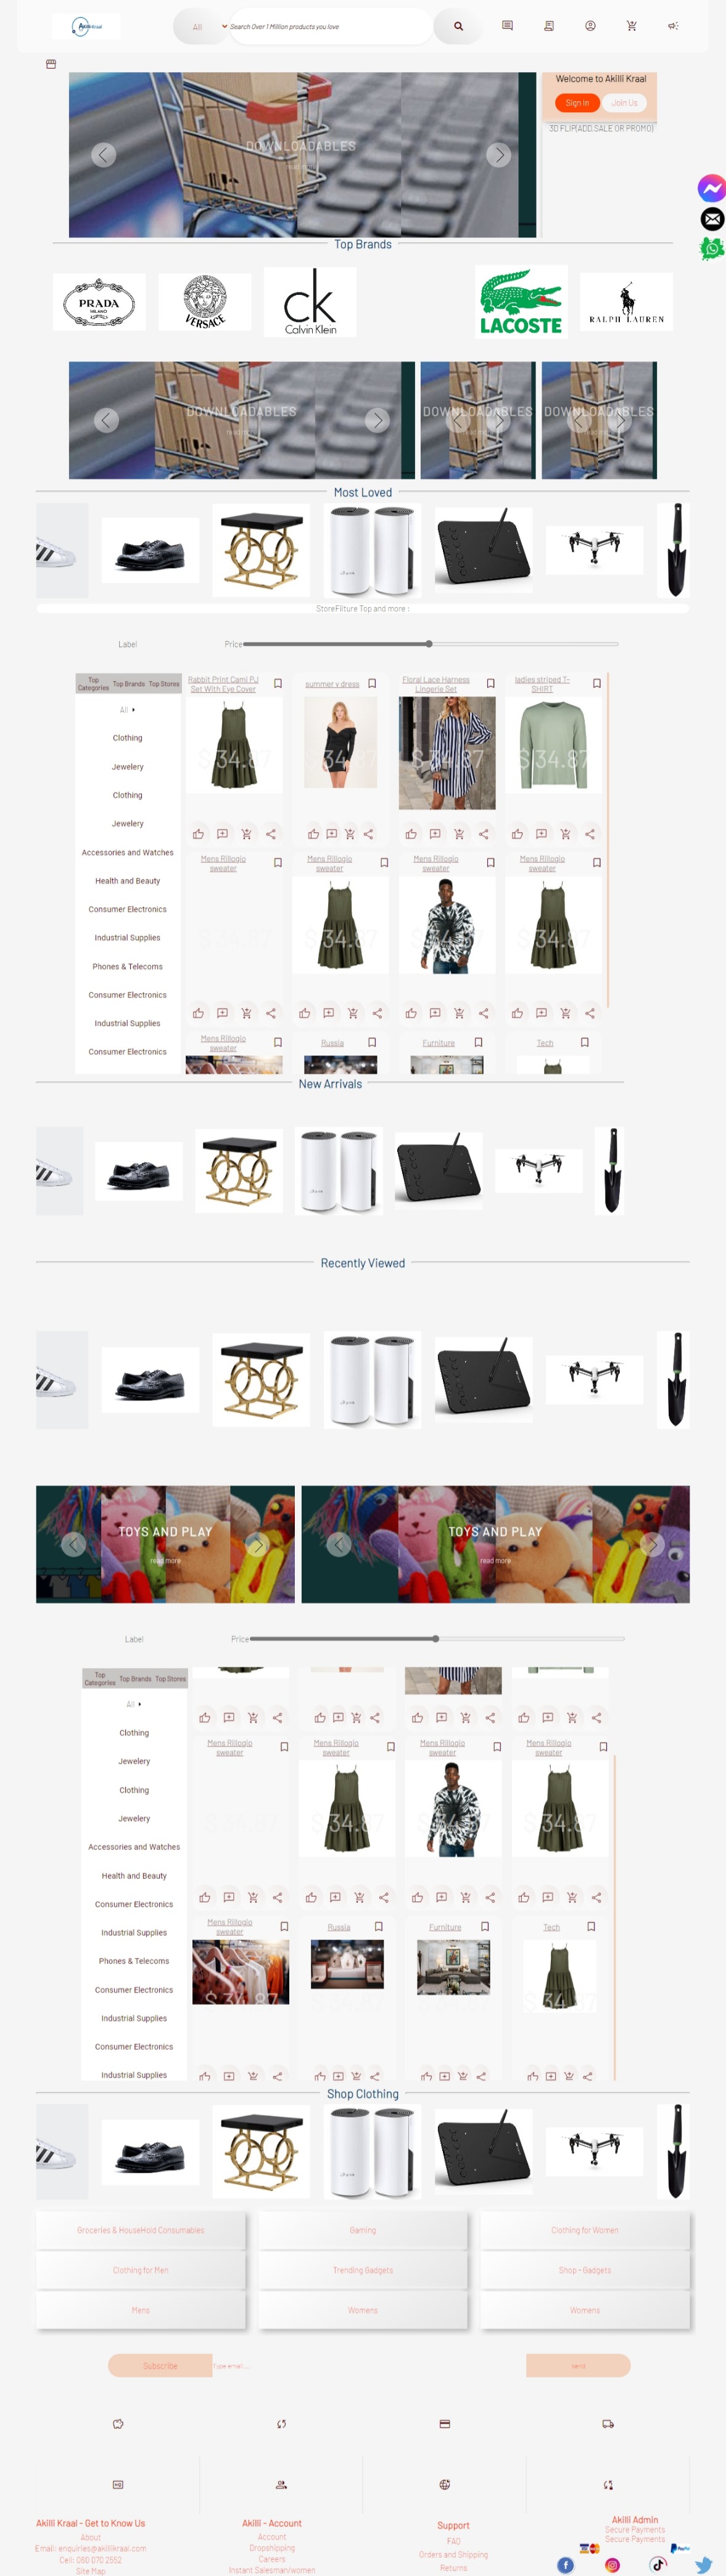 Akilli Kraal
All
Search Over 1 Million products you love
Welcome to Akilli Kraal
Sign In
Join Us
3D FLIP(ADD,SALE OR PROMO)
DOWNLOADABLES
Top Brands
PRADA
MILANO
VERSACE
ck
Calvin Klein
LACOSTE
RALPH LAUREN
DOWNLOADABLES
DOWNLOADABLES
DOWNLOADABLES
Most Loved
StoreFliture Top and more :
Label
Price
Top
Categories
Top Brands
Top Stores
All
Clothing
Jewelery
Clothing
Jewelery
Accessories and Watches
Health and Beauty
Consumer Electronics
Industrial Supplies
Phones & Telecoms
Consumer Electronics
Industrial Supplies
Consumer Electronics
Rabbit Print Cami PJ
Set With Eye Cover
summer v dress
Floral Lace Harness
Lingerie Set
ladies striped T-
SHIRT
$ 34.87
$ 34.87
$ 34.87
$ 34.87
Mens Rillogio
sweater
Mens Rillogio
sweater
Mens Rillogio
sweater
Mens Rillogio
sweater
$ 34.87
$ 34.87
$ 34.87
$ 34.87
Mens Rillogio
sweater
Russia
Furniture
Tech
New Arrivals
Recently Viewed
TOYS AND PLAY
read more
TOYS AND PLAY
read more
Label
Price
Top
Categories
Top Brands
Top Stores
All
Clothing
Jewelery
Clothing
Jewelery
Accessories and Watches
Health and Beauty
Consumer Electronics
Industrial Supplies
Phones & Telecoms
Consumer Electronics
Industrial Supplies
Consumer Electronics
Industrial Supplies
Mens Rillogio
sweater
Mens Rillogio
sweater
Mens Rillogio
sweater
Mens Rillogio
sweater
$ 34.87
$ 34.87
$ 34.87
$ 34.87
Mens Rillogio
sweater
Russia
Furniture
Tech
$ 34.87
$ 34.87
Shop Clothing
Groceries & HouseHold Consumables
Gaming
Clothing for Women
Clothing for Men
Trending Gadgets
Shop - Gadgets
Mens
Womens
Womens
Subscribe
Type email ...
send
Akilli Kraal - Get to Know Us
About
Email: enquiries@akillikraal.com
Cell: 060 070 2552
Site Map
Akilli - Account
Account
Dropshipping
Careers
Instant Salesman/women
Support
FAQ
Orders and Shipping
Returns
Akilli Admin
Secure Payments
Secure Payments
PayPal